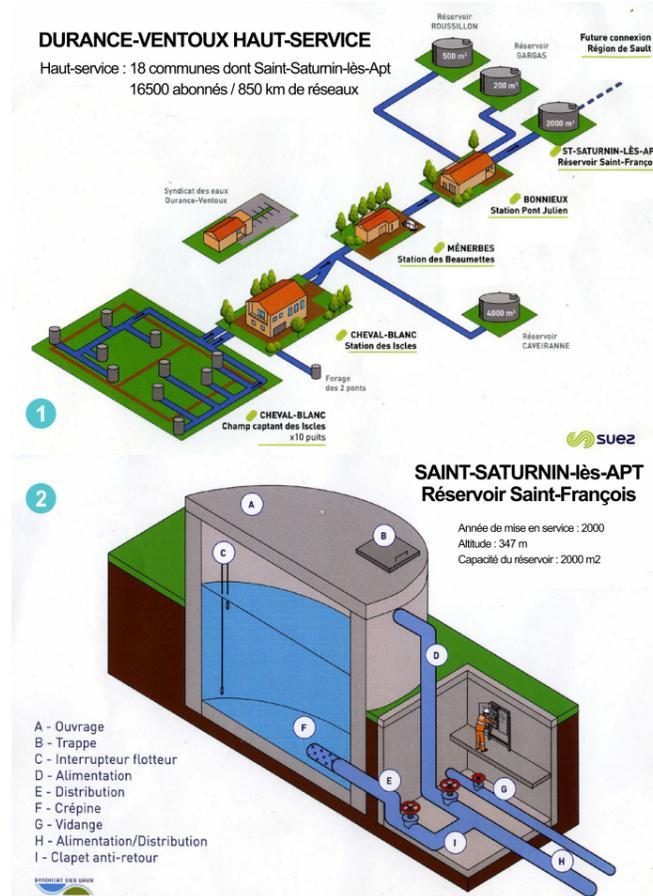 DURANCE-VENTOUX HAUT-SERVICE
Haut-service : 18 communes dont Saint-Saturnin-lès-Apt
16500 abonnés / 850 km de réseaux
Réservoir
ROUSSILLON
500 m³
Réservoir
GARGAS
200 m³
Future connexion
Région de Sault
2000 m³
ST-SATURNIN-LÈS-AP
Réservoir Saint-Franço
BONNIEUX
Station Pont Julien
Syndicat des eaux
Durance-Ventoux
MÉNERBES
Station des Beaumettes
4000 m³
Réservoir
CAVEIRANNE
CHEVAL-BLANC
Station des Iscles
Forage
des 2 ponts
CHEVAL-BLANC
Champ captant des Iscles
x10 puits
1
suez
2
SAINT-SATURNIN-lès-APT
Réservoir Saint-François
Année de mise en service : 2000
Altitude : 347 m
Capacité du réservoir : 2000 m2
A
B
C
D
F
E
G
I
H
A - Ouvrage
B - Trappe
C - Interrupteur flotteur
D - Alimentation
E - Distribution
F - Crépine
G - Vidange
H - Alimentation/Distribution
I - Clapet anti-retour
SYNDICAT DES EAUX